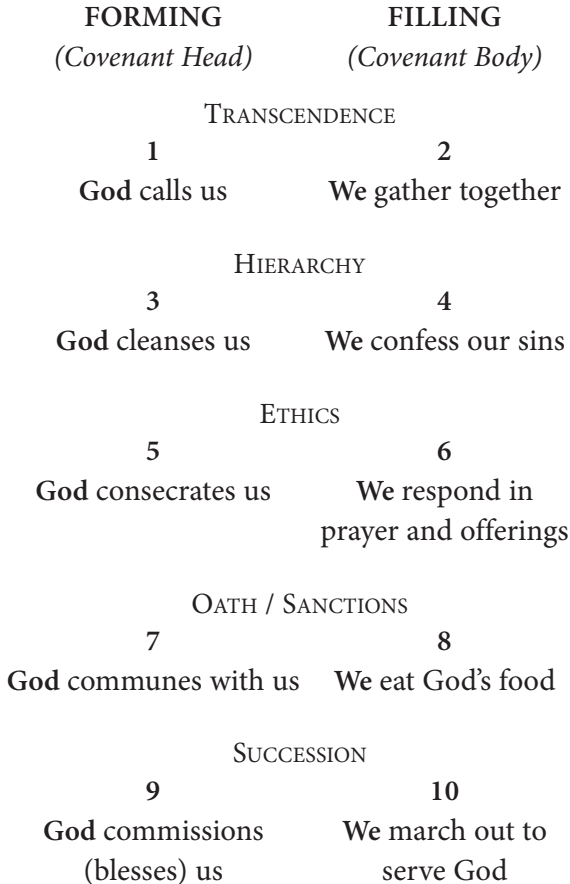 FORMING FILLING
(Covenant Head) (Covenant Body)
TRANSCENDENCE
1 2
God calls us We gather together
HIERARCHY
3 4
God cleanses us We confess our sins
ETHICS
5 6
God consecrates us We respond in
prayer and offerings
OATH / SANCTIONS
7 8
God communes with us We eat God’s food
SUCCESSION
9 10
God commissions We march out to
(blesses) us serve God